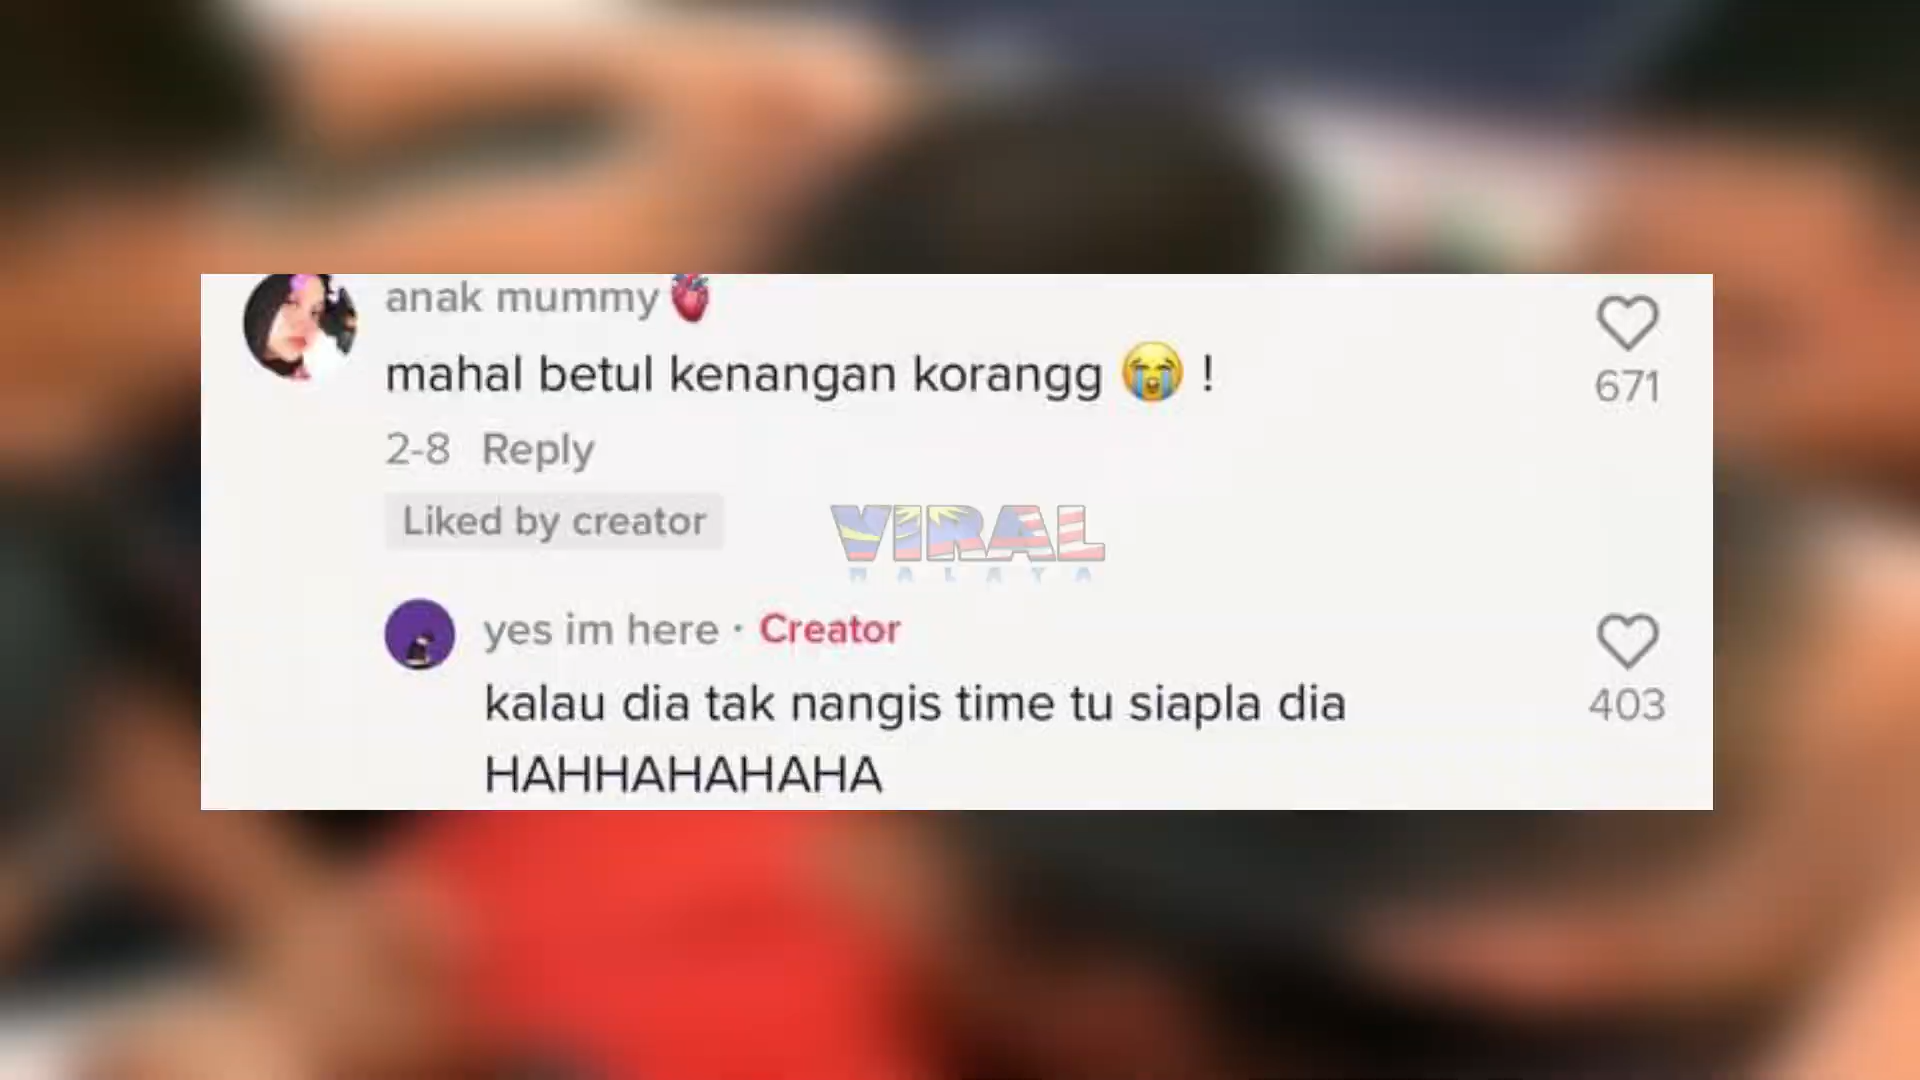 anak mummy 🫀
mahal betul kenangan korangg 😭 !
671
2-8 Reply
Liked by creator
VIRAL
MALAYA
yes im here · Creator
kalau dia tak nangis time tu siapla dia
HAHHAHAHAHA
403